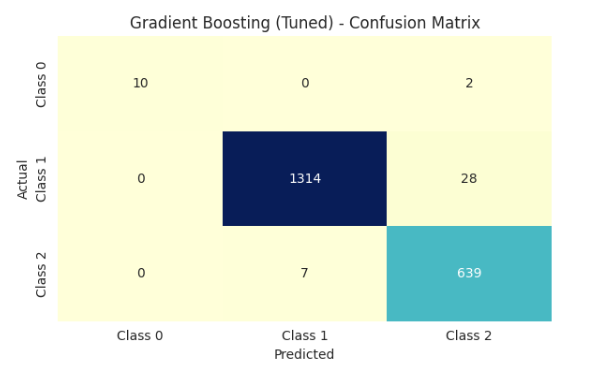 Gradient Boosting (Tuned) - Confusion Matrix
Actual
Class 0
10 0 2
Class 1
0 1314 28
Class 2
0 7 639
Class 0 Class 1 Class 2
Predicted